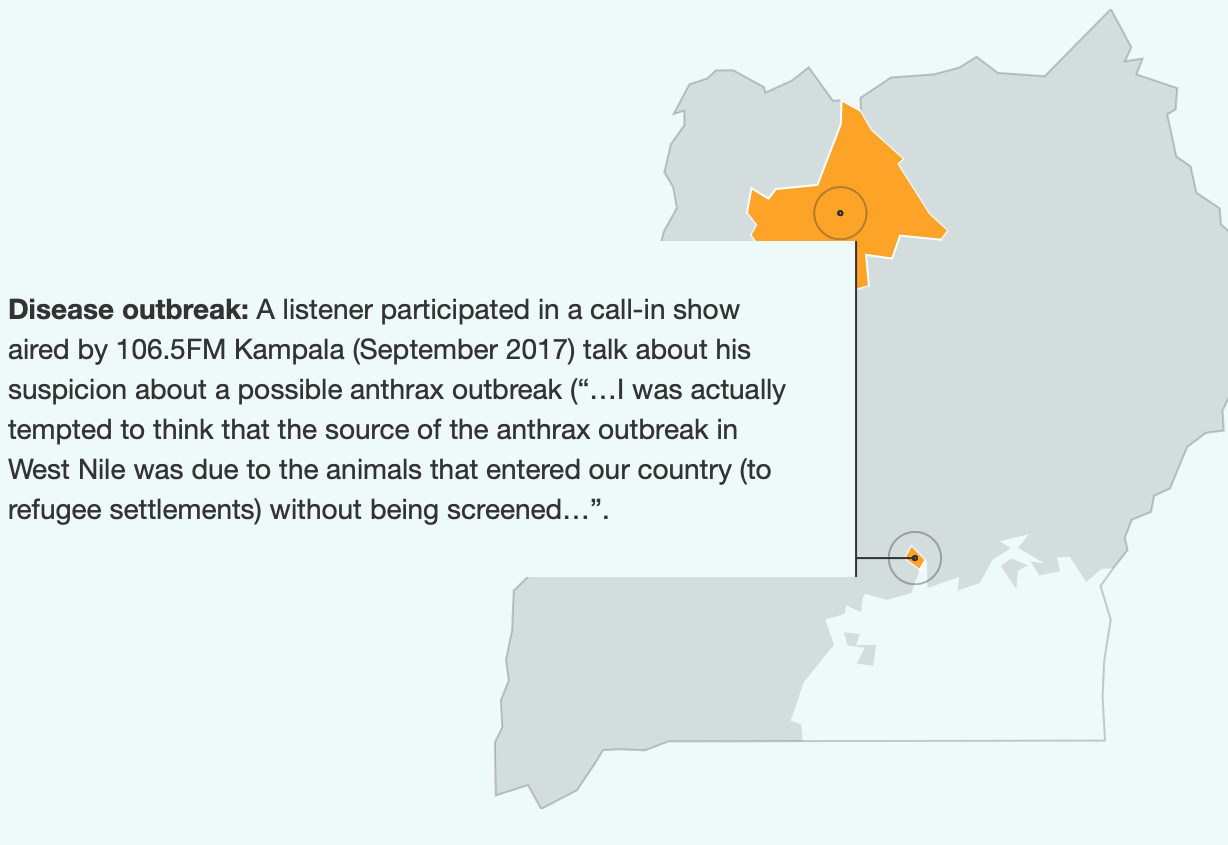 Disease outbreak: A listener participated in a call-in show
aired by 106.5FM Kampala (September 2017) talk about his
suspicion about a possible anthrax outbreak (“…I was actually
tempted to think that the source of the anthrax outbreak in
West Nile was due to the animals that entered our country (to
refugee settlements) without being screened…”.